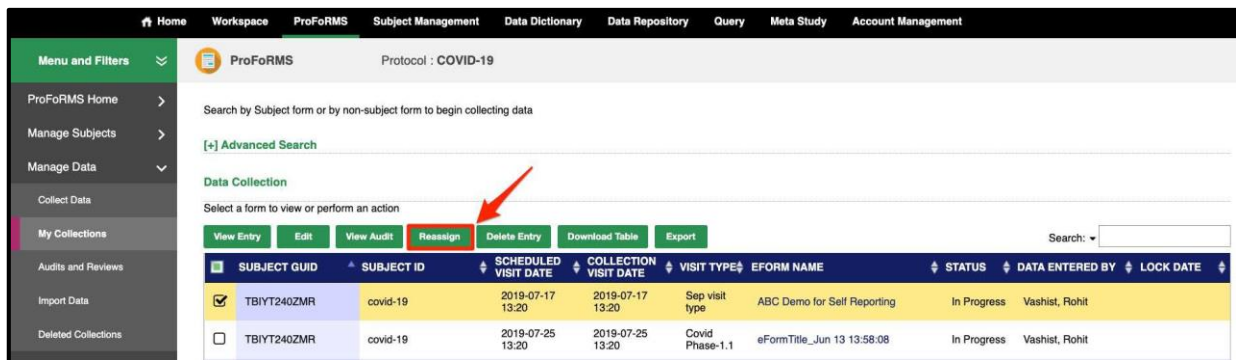 Home Workspace ProFoRMS Subject Management Data Dictionary Data Repository Query Meta Study Account Management
Menu and Filters
ProFoRMS Protocol : COVID-19
ProFoRMS Home
Manage Subjects
Manage Data
Collect Data
My Collections
Audits and Reviews
Import Data
Deleted Collections
Search by Subject form or by non-subject form to begin collecting data
[+] Advanced Search
Data Collection
Select a form to view or perform an action
View Entry Edit View Audit Reassign Delete Entry Download Table Export Search:
SUBJECT GUID SUBJECT ID SCHEDULED VISIT DATE COLLECTION VISIT DATE VISIT TYPE EFORM NAME STATUS DATA ENTERED BY LOCK DATE
TBIYT240ZMR covid-19 2019-07-17 13:20 2019-07-17 13:20 Sep visit type ABC Demo for Self Reporting In Progress Vashist, Rohit
TBIYT240ZMR covid-19 2019-07-25 13:20 2019-07-25 13:20 Covid Phase-1.1 eFormTitle_Jun 13 13:58:08 In Progress Vashist, Rohit